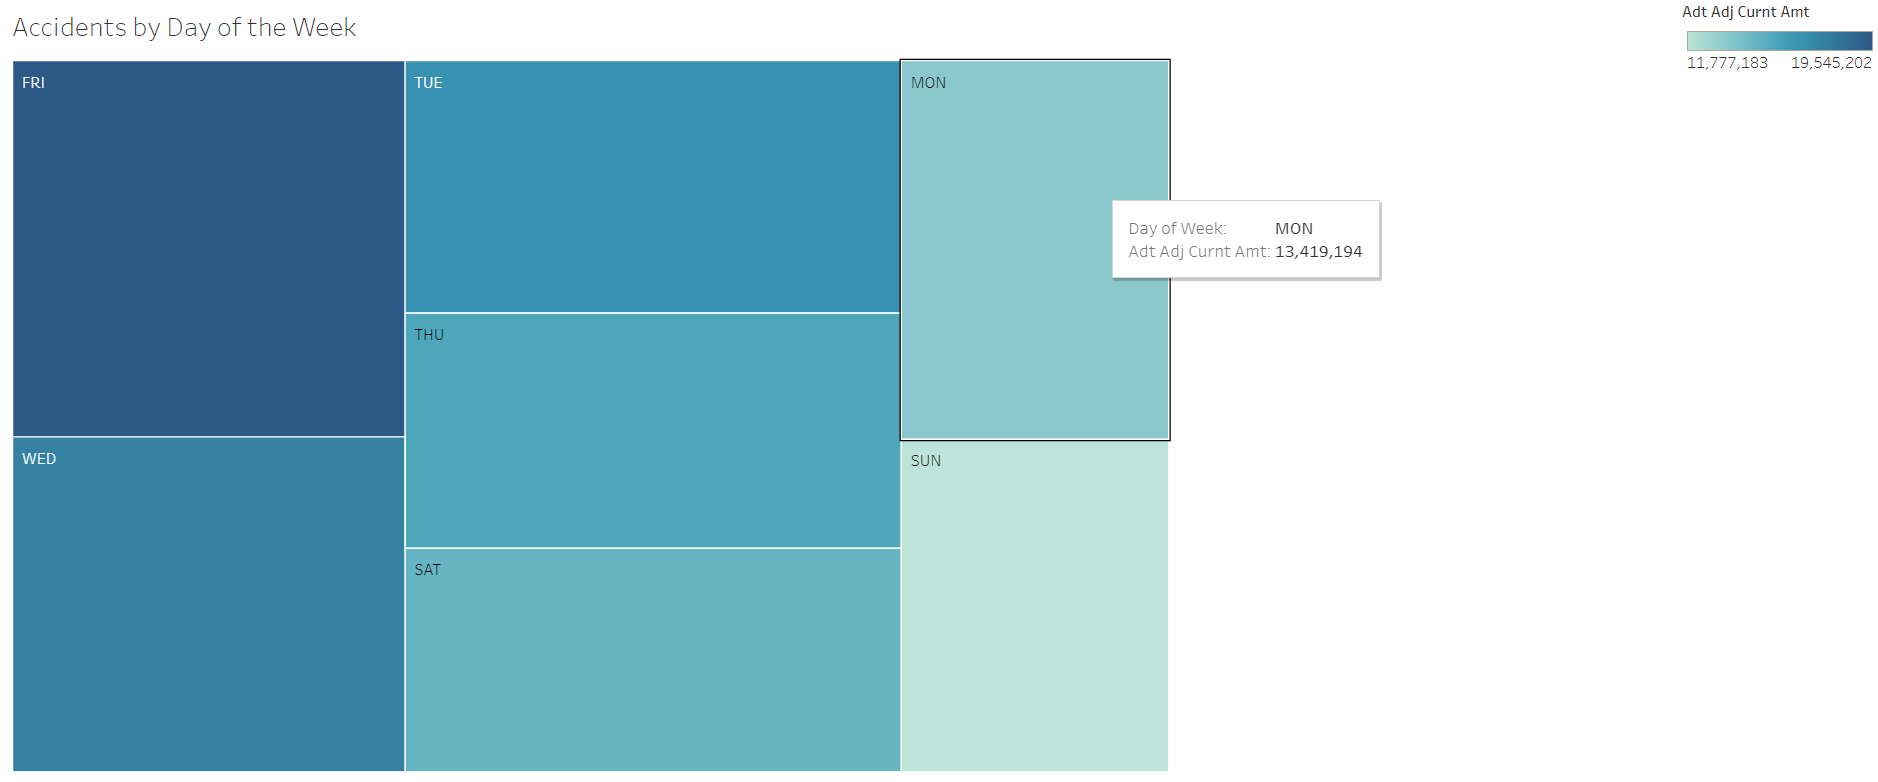 Accidents by Day of the Week
Adt Adj Curnt Amt
11,777,183 19,545,202
FRI
TUE
MON
Day of Week: MON
Adt Adj Curnt Amt: 13,419,194
THU
WED
SUN
SAT